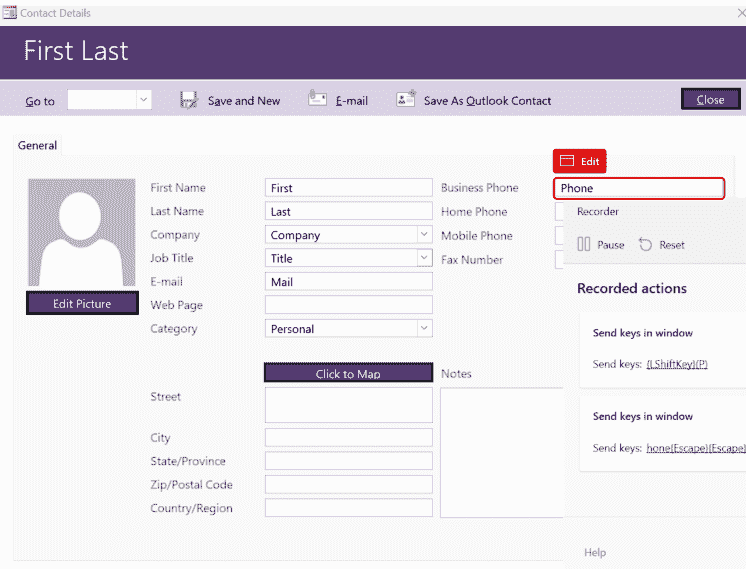 Contact Details
First Last
Go to
Save and New
E-mail
Save As Outlook Contact
Close
General
Edit
First Name First
Business Phone Phone
Last Name Last
Home Phone
Recorder
Company Company
Mobile Phone
Pause Reset
Job Title Title
Fax Number
E-mail Mail
Recorded actions
Edit Picture
Web Page
Category Personal
Send keys in window
Send keys: {LShiftKey}(P)
Click to Map
Notes
Street
Send keys in window
City
Send keys: hone{Escape}{Escape}
State/Province
Zip/Postal Code
Country/Region
Help